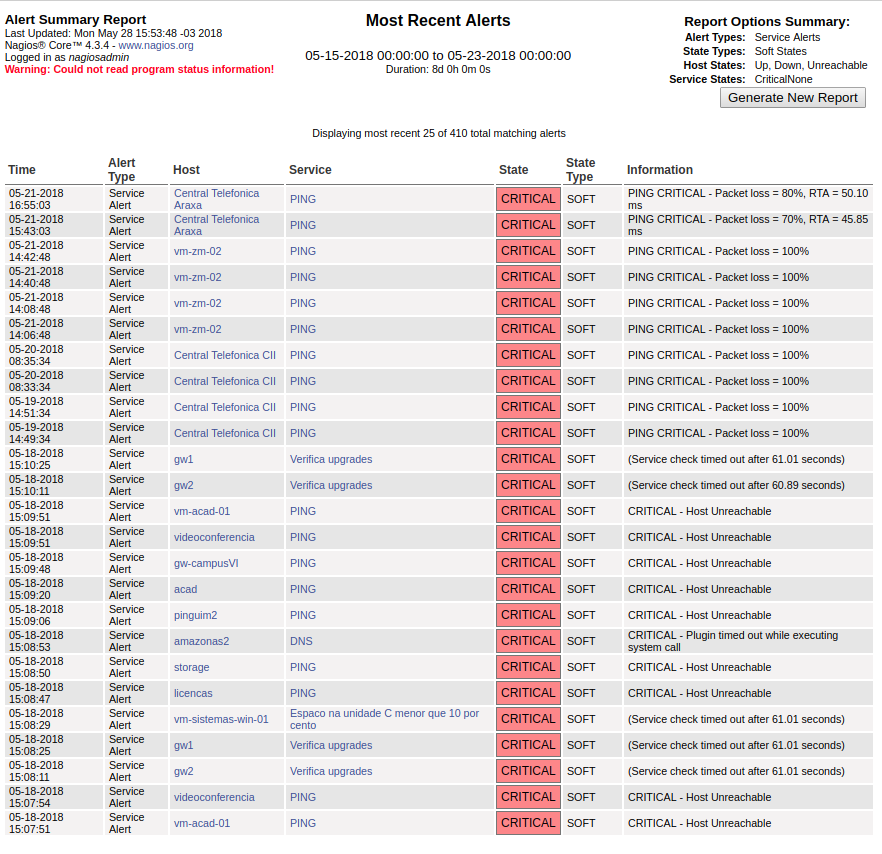 Alert Summary Report
Last Updated: Mon May 28 15:53:48 -03 2018
Nagios® Core™ 4.3.4 - www.nagios.org
Logged in as nagiosadmin
Warning: Could not read program status information!
Most Recent Alerts
05-15-2018 00:00:00 to 05-23-2018 00:00:00
Duration: 8d 0h 0m 0s
Report Options Summary:
Alert Types: Service Alerts
State Types: Soft States
Host States: Up, Down, Unreachable
Service States: CriticalNone
Generate New Report
Displaying most recent 25 of 410 total matching alerts
Time Alert Type Host Service State State Type Information
05-21-2018 16:55:03 Service Alert Central Telefonica Araxa PING CRITICAL SOFT PING CRITICAL - Packet loss = 80%, RTA = 50.10 ms
05-21-2018 15:43:03 Service Alert Central Telefonica Araxa PING CRITICAL SOFT PING CRITICAL - Packet loss = 70%, RTA = 45.85 ms
05-21-2018 14:42:48 Service Alert vm-zm-02 PING CRITICAL SOFT PING CRITICAL - Packet loss = 100%
05-21-2018 14:40:48 Service Alert vm-zm-02 PING CRITICAL SOFT PING CRITICAL - Packet loss = 100%
05-21-2018 14:08:48 Service Alert vm-zm-02 PING CRITICAL SOFT PING CRITICAL - Packet loss = 100%
05-21-2018 14:06:48 Service Alert vm-zm-02 PING CRITICAL SOFT PING CRITICAL - Packet loss = 100%
05-20-2018 08:35:34 Service Alert Central Telefonica CII PING CRITICAL SOFT PING CRITICAL - Packet loss = 100%
05-20-2018 08:33:34 Service Alert Central Telefonica CII PING CRITICAL SOFT PING CRITICAL - Packet loss = 100%
05-19-2018 14:51:34 Service Alert Central Telefonica CII PING CRITICAL SOFT PING CRITICAL - Packet loss = 100%
05-19-2018 14:49:34 Service Alert Central Telefonica CII PING CRITICAL SOFT PING CRITICAL - Packet loss = 100%
05-18-2018 15:10:25 Service Alert gw1 Verifica upgrades CRITICAL SOFT (Service check timed out after 61.01 seconds)
05-18-2018 15:10:11 Service Alert gw2 Verifica upgrades CRITICAL SOFT (Service check timed out after 60.89 seconds)
05-18-2018 15:09:51 Service Alert vm-acad-01 PING CRITICAL SOFT CRITICAL - Host Unreachable
05-18-2018 15:09:51 Service Alert videoconferencia PING CRITICAL SOFT CRITICAL - Host Unreachable
05-18-2018 15:09:48 Service Alert gw-campusVI PING CRITICAL SOFT CRITICAL - Host Unreachable
05-18-2018 15:09:20 Service Alert acad PING CRITICAL SOFT CRITICAL - Host Unreachable
05-18-2018 15:09:06 Service Alert pinguim2 PING CRITICAL SOFT CRITICAL - Host Unreachable
05-18-2018 15:08:53 Service Alert amazonas2 DNS CRITICAL SOFT CRITICAL - Plugin timed out while executing system call
05-18-2018 15:08:50 Service Alert storage PING CRITICAL SOFT CRITICAL - Host Unreachable
05-18-2018 15:08:47 Service Alert licencas PING CRITICAL SOFT CRITICAL - Host Unreachable
05-18-2018 15:08:29 Service Alert vm-sistemas-win-01 Espaco na unidade C menor que 10 por cento CRITICAL SOFT (Service check timed out after 61.01 seconds)
05-18-2018 15:08:25 Service Alert gw1 Verifica upgrades CRITICAL SOFT (Service check timed out after 61.01 seconds)
05-18-2018 15:08:11 Service Alert gw2 Verifica upgrades CRITICAL SOFT (Service check timed out after 61.01 seconds)
05-18-2018 15:07:54 Service Alert videoconferencia PING CRITICAL SOFT CRITICAL - Host Unreachable
05-18-2018 15:07:51 Service Alert vm-acad-01 PING CRITICAL SOFT CRITICAL - Host Unreachable